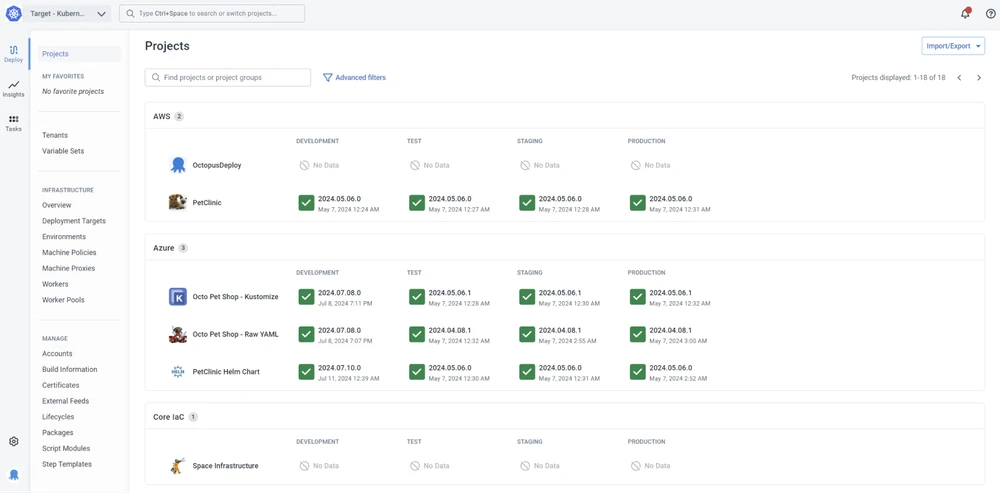 Target - Kubern...
Type Ctrl+Space to search or switch projects...
Deploy
Insights
Tasks
Projects
MY FAVORITES
No favorite projects
Tenants
Variable Sets
INFRASTRUCTURE
Overview
Deployment Targets
Environments
Machine Policies
Machine Proxies
Workers
Worker Pools
MANAGE
Accounts
Build Information
Certificates
External Feeds
Lifecycles
Packages
Script Modules
Step Templates
Projects
Import/Export
Find projects or project groups
Advanced filters
Projects displayed: 1-18 of 18
AWS 2
DEVELOPMENT TEST STAGING PRODUCTION
OctopusDeploy No Data No Data No Data No Data
PetClinic 2024.05.06.0 2024.05.06.0 2024.05.06.0 2024.05.06.0
May 7, 2024 12:24 AM May 7, 2024 12:27 AM May 7, 2024 12:28 AM May 7, 2024 12:31 AM
Azure 3
DEVELOPMENT TEST STAGING PRODUCTION
Octo Pet Shop - Kustomize 2024.07.08.0 2024.05.06.1 2024.05.06.1 2024.05.06.1
Jul 8, 2024 7:11 PM May 7, 2024 12:28 AM May 7, 2024 12:30 AM May 7, 2024 12:32 AM
Octo Pet Shop - Raw YAML 2024.07.08.0 2024.04.08.1 2024.04.08.1 2024.04.08.1
Jul 8, 2024 7:07 PM May 7, 2024 12:32 AM May 7, 2024 2:55 AM May 7, 2024 3:00 AM
HELM PetClinic Helm Chart 2024.07.10.0 2024.05.06.0 2024.05.06.0 2024.05.06.0
Jul 11, 2024 12:39 AM May 7, 2024 12:30 AM May 7, 2024 12:31 AM May 7, 2024 2:52 AM
Core IaC 1
DEVELOPMENT TEST STAGING PRODUCTION
Space Infrastructure No Data No Data No Data No Data